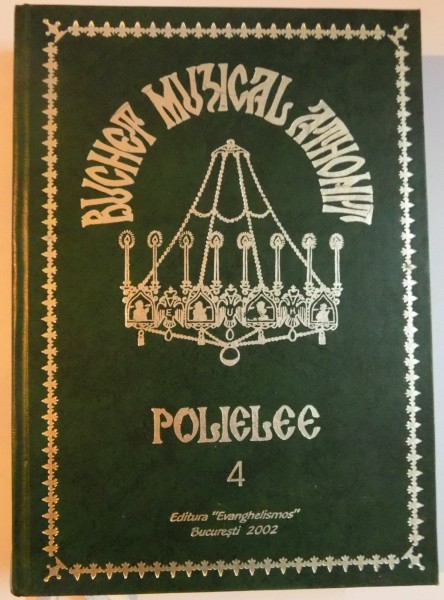 BUCHET MUZICAL ATHONIT
POLIELEE
4
Editura "Evanghelismos"
București 2002